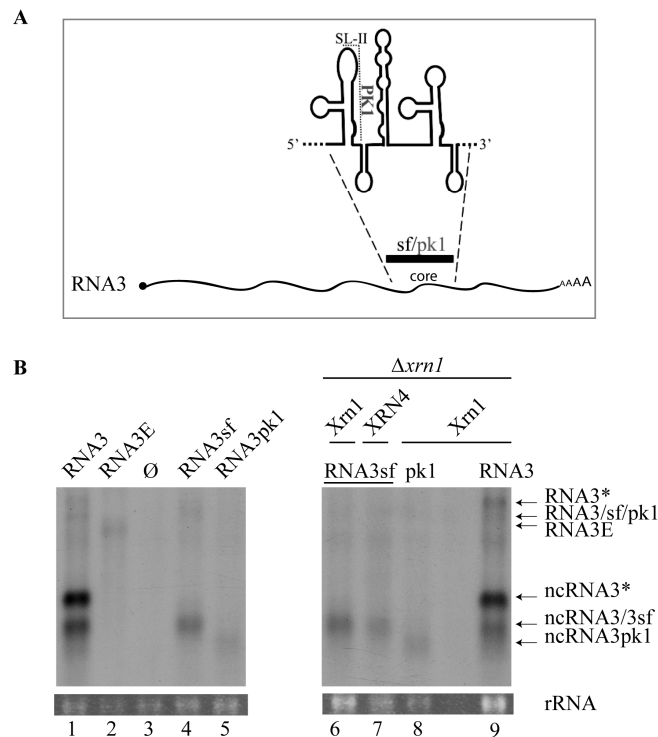 A
SL-II
PK1
5’
3’
sf/pk1
core
RNA3
AAAA
B
Δxrn1
Xrn1 XRN4 Xrn1
RNA3 RNA3E Ø RNA3sf RNA3pk1
RNA3sf pk1 RNA3
RNA3*
RNA3/sf/pk1
RNA3E
ncRNA3*
ncRNA3/3sf
ncRNA3pk1
rRNA
1 2 3 4 5 6 7 8 9